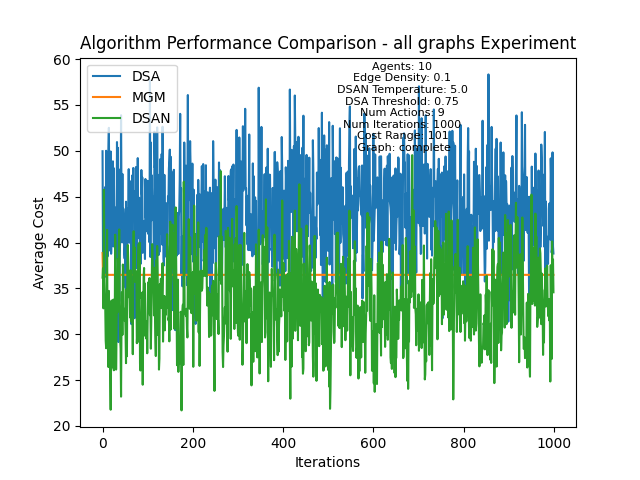 Algorithm Performance Comparison - all graphs Experiment
DSA
MGM
DSAN
Agents: 10
Edge Density: 0.1
DSAN Temperature: 5.0
DSA Threshold: 0.75
Num Actions: 9
Num Iterations: 1000
Cost Range: 101
Graph: complete
Average Cost
60
55
50
45
40
35
30
25
20
0
200
400
600
800
1000
Iterations